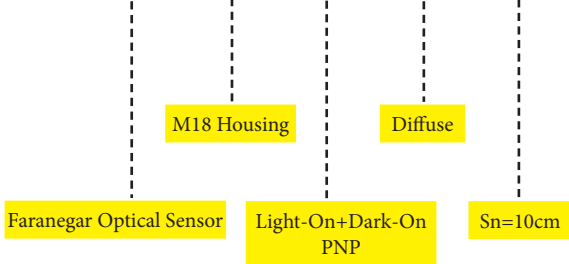 M18 Housing
Diffuse
Faranegar Optical Sensor
Light-On+Dark-On
PNP
Sn=10cm